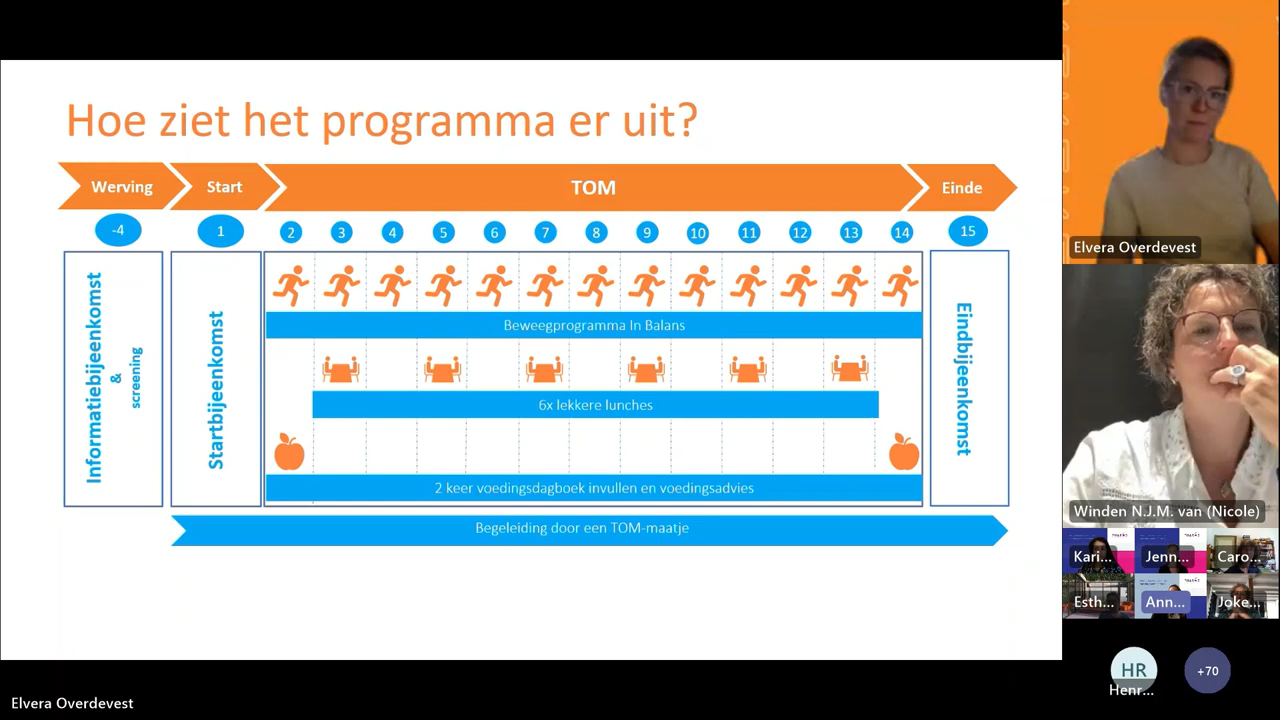 Hoe ziet het programma er uit?
Werving
Start
TOM
Einde
-4
1
2
3
4
5
6
7
8
9
10
11
12
13
14
15
Informatiebijeenkomst
&
screening
Startbijeenkomst
Beweegprogramma In Balans
6x lekkere lunches
2 keer voedingsdagboek invullen en voedingsadvies
Eindbijeenkomst
Begeleiding door een TOM-maatje
Elvera Overdevest
Elvera Overdevest
Winden N.J.M. van (Nicole)
Kari...
Jenn...
Caro...
Esth...
Ann...
Joke...
HR
Henr...
+70